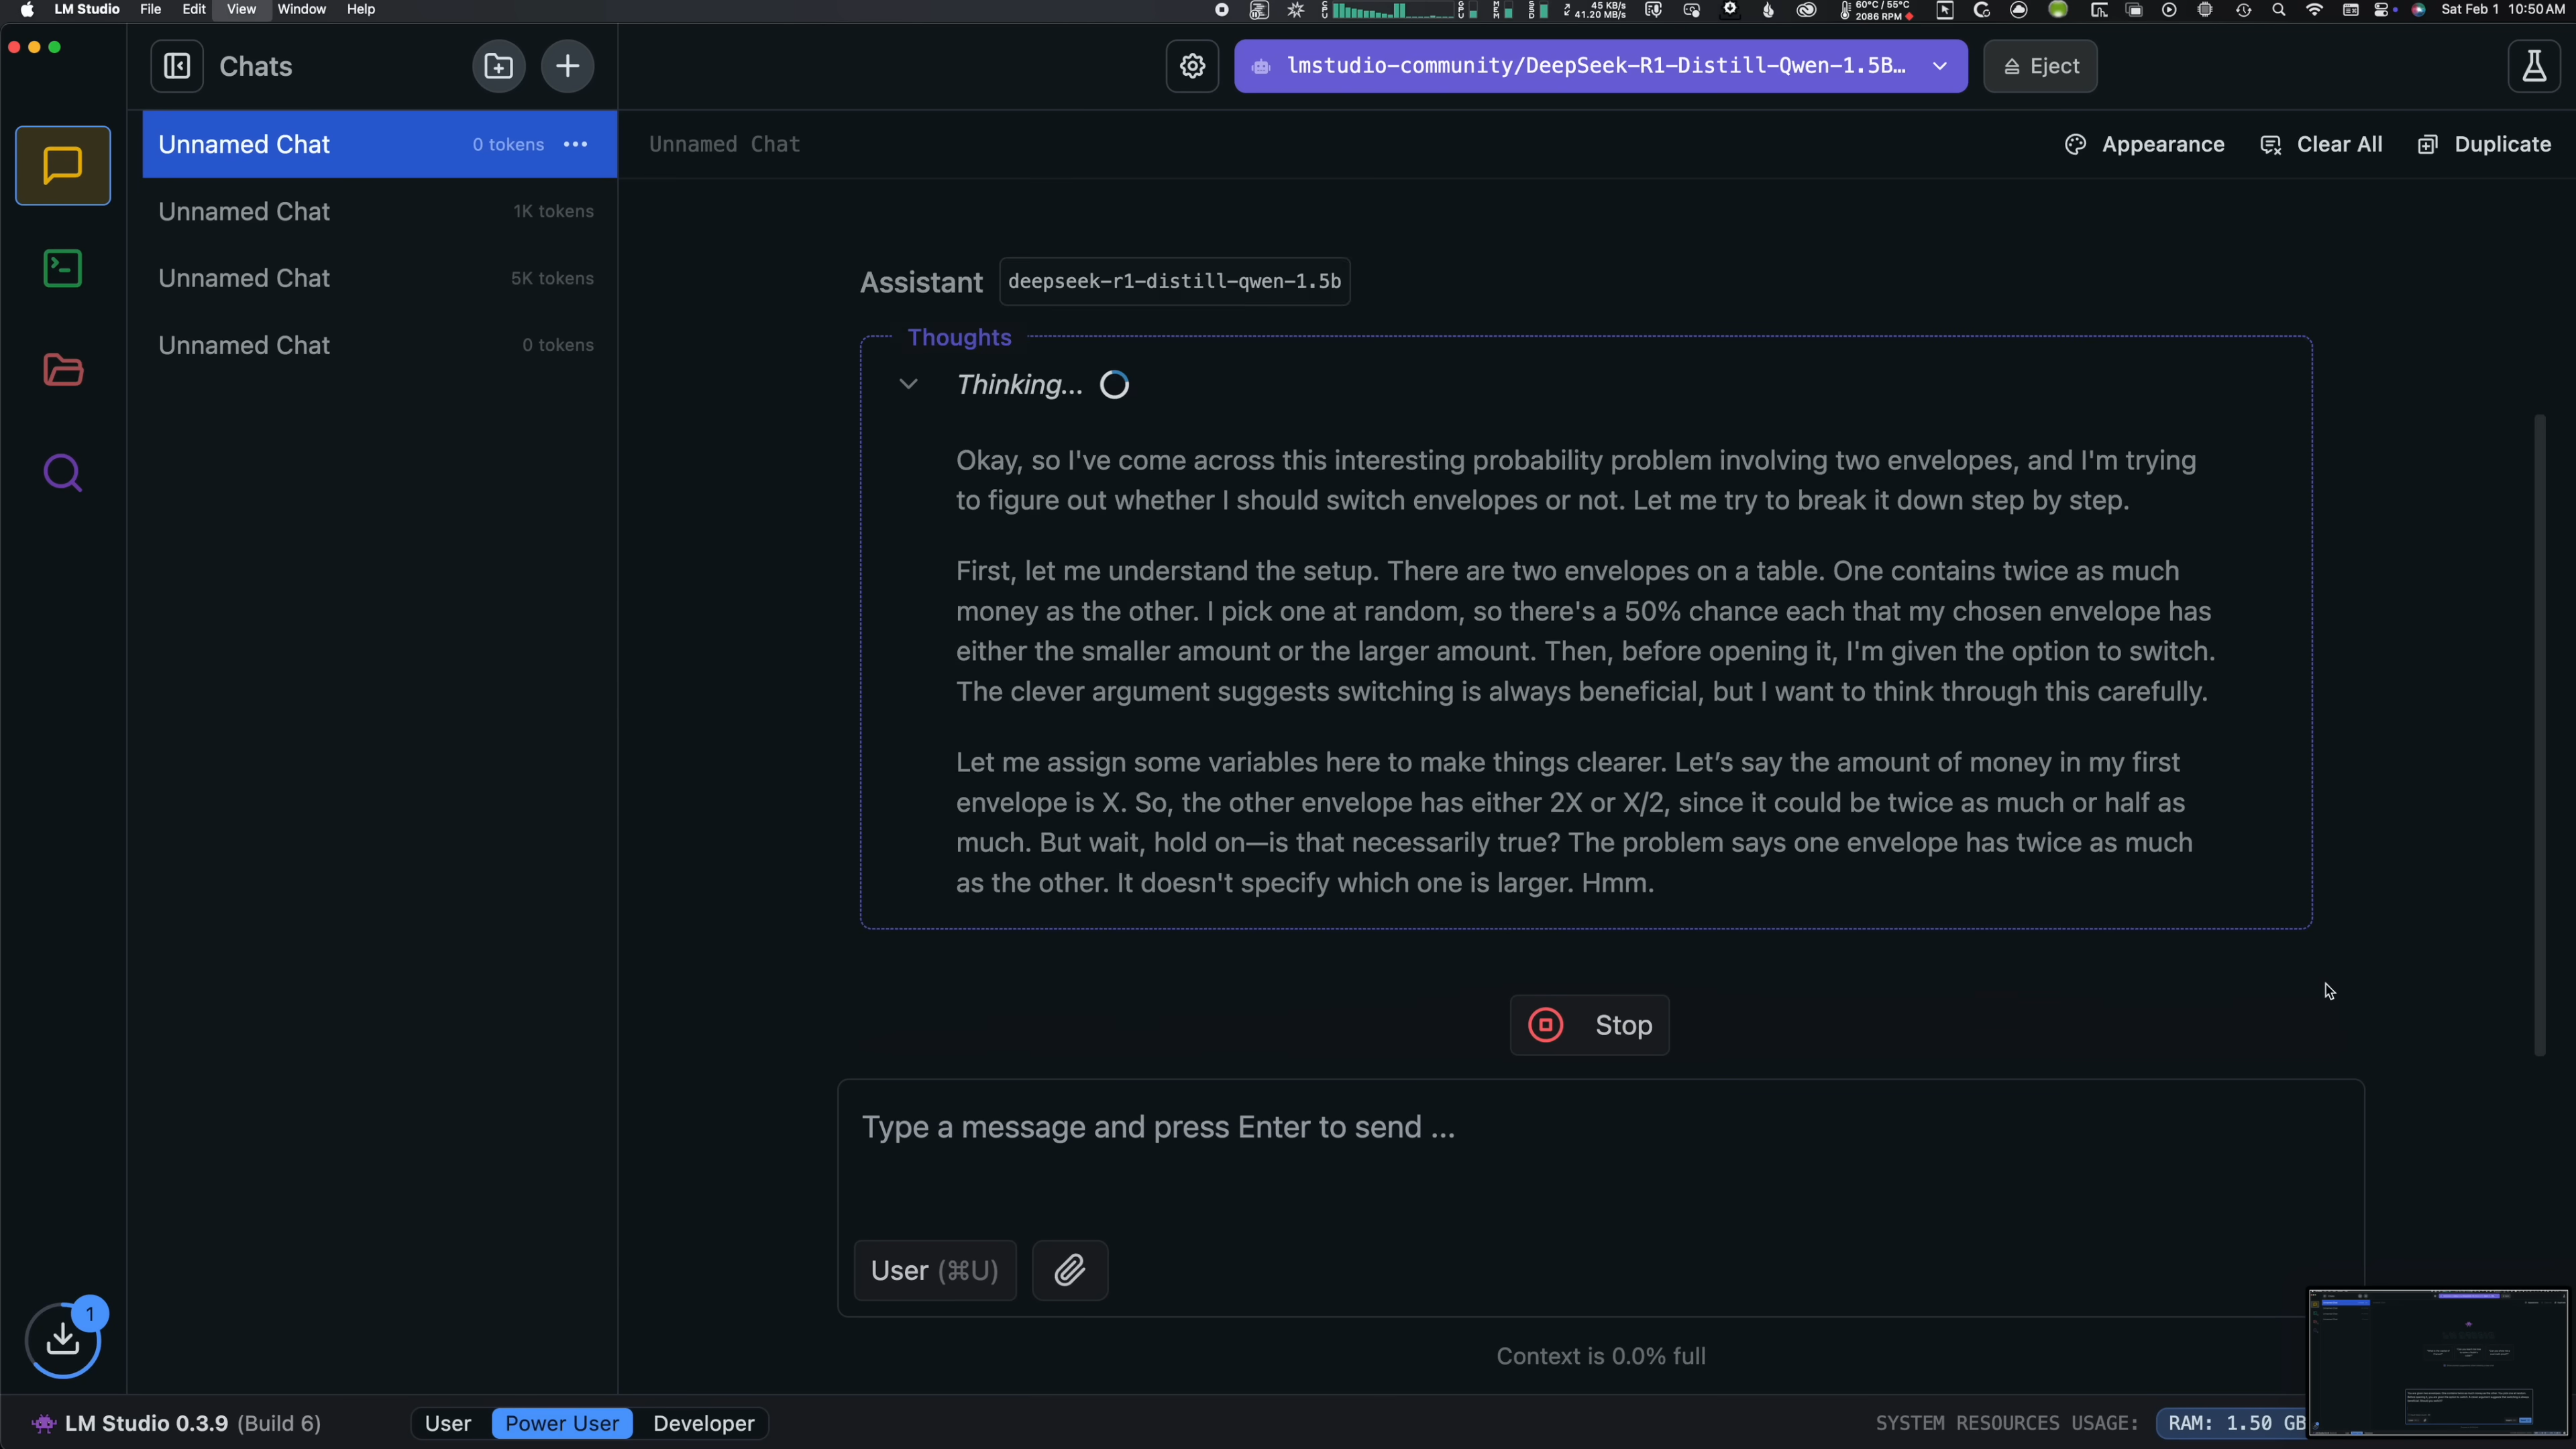 LM Studio File Edit View Window Help
45 KB/s
41.20 MB/s
60°C / 55°C
2086 RPM
Sat Feb 1 10:50 AM
Chats
lmstudio-community/DeepSeek-R1-Distill-Qwen-1.5B...
Eject
Unnamed Chat 0 tokens
Unnamed Chat 1K tokens
Unnamed Chat 5K tokens
Unnamed Chat 0 tokens
Unnamed Chat
Appearance Clear All Duplicate
Assistant deepseek-r1-distill-qwen-1.5b
Thoughts
Thinking...
Okay, so I've come across this interesting probability problem involving two envelopes, and I'm trying
to figure out whether I should switch envelopes or not. Let me try to break it down step by step.
First, let me understand the setup. There are two envelopes on a table. One contains twice as much
money as the other. I pick one at random, so there's a 50% chance each that my chosen envelope has
either the smaller amount or the larger amount. Then, before opening it, I'm given the option to switch.
The clever argument suggests switching is always beneficial, but I want to think through this carefully.
Let me assign some variables here to make things clearer. Let’s say the amount of money in my first
envelope is X. So, the other envelope has either 2X or X/2, since it could be twice as much or half as
much. But wait, hold on—is that necessarily true? The problem says one envelope has twice as much
as the other. It doesn't specify which one is larger. Hmm.
Stop
Type a message and press Enter to send ...
User (⌘U)
Context is 0.0% full
1
LM Studio 0.3.9 (Build 6)
User Power User Developer
SYSTEM RESOURCES USAGE: RAM: 1.50 GB